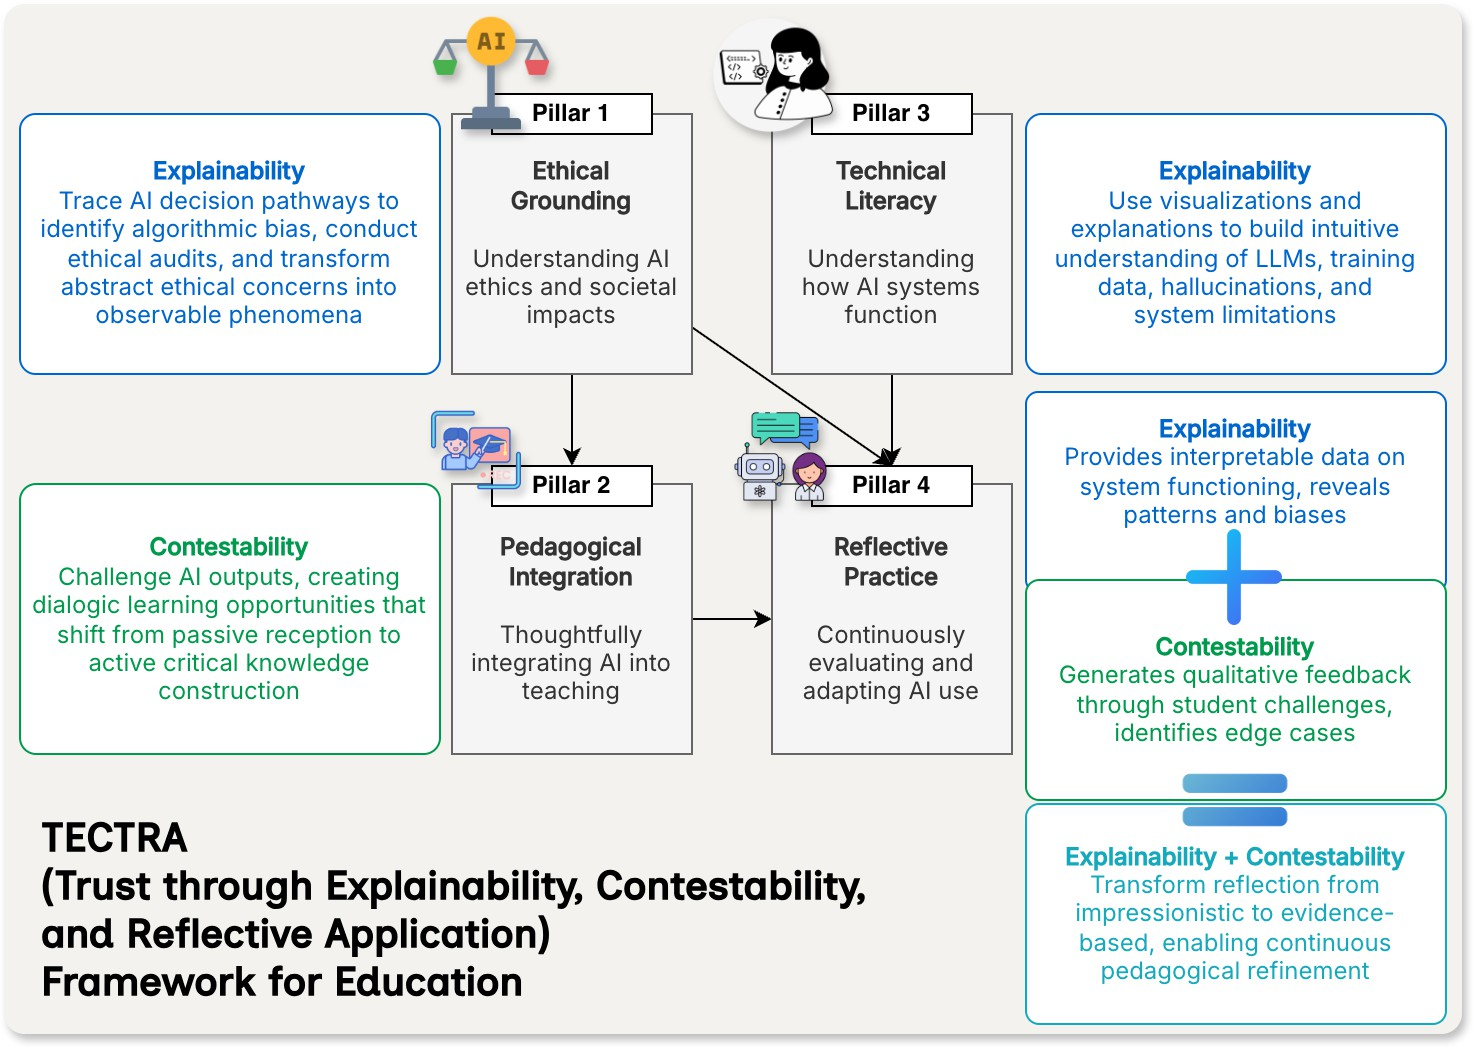 AI
Pillar 1
Pillar 3
Explainability
Trace AI decision pathways to
identify algorithmic bias, conduct
ethical audits, and transform
abstract ethical concerns into
observable phenomena
Ethical
Grounding
Understanding AI
ethics and societal
impacts
Technical
Literacy
Understanding
how AI systems
function
Explainability
Use visualizations and
explanations to build intuitive
understanding of LLMs, training
data, hallucinations, and
system limitations
Pillar 2
Pillar 4
Contestability
Challenge AI outputs, creating
dialogic learning opportunities that
shift from passive reception to
active critical knowledge
construction
Pedagogical
Integration
Thoughtfully
integrating AI into
teaching
Reflective
Practice
Continuously
evaluating and
adapting AI use
Explainability
Provides interpretable data on
system functioning, reveals
patterns and biases
Contestability
Generates qualitative feedback
through student challenges,
identifies edge cases
Explainability + Contestability
Transform reflection from
impressionistic to evidence-
based, enabling continuous
pedagogical refinement
TECTRA
(Trust through Explainability, Contestability,
and Reflective Application)
Framework for Education